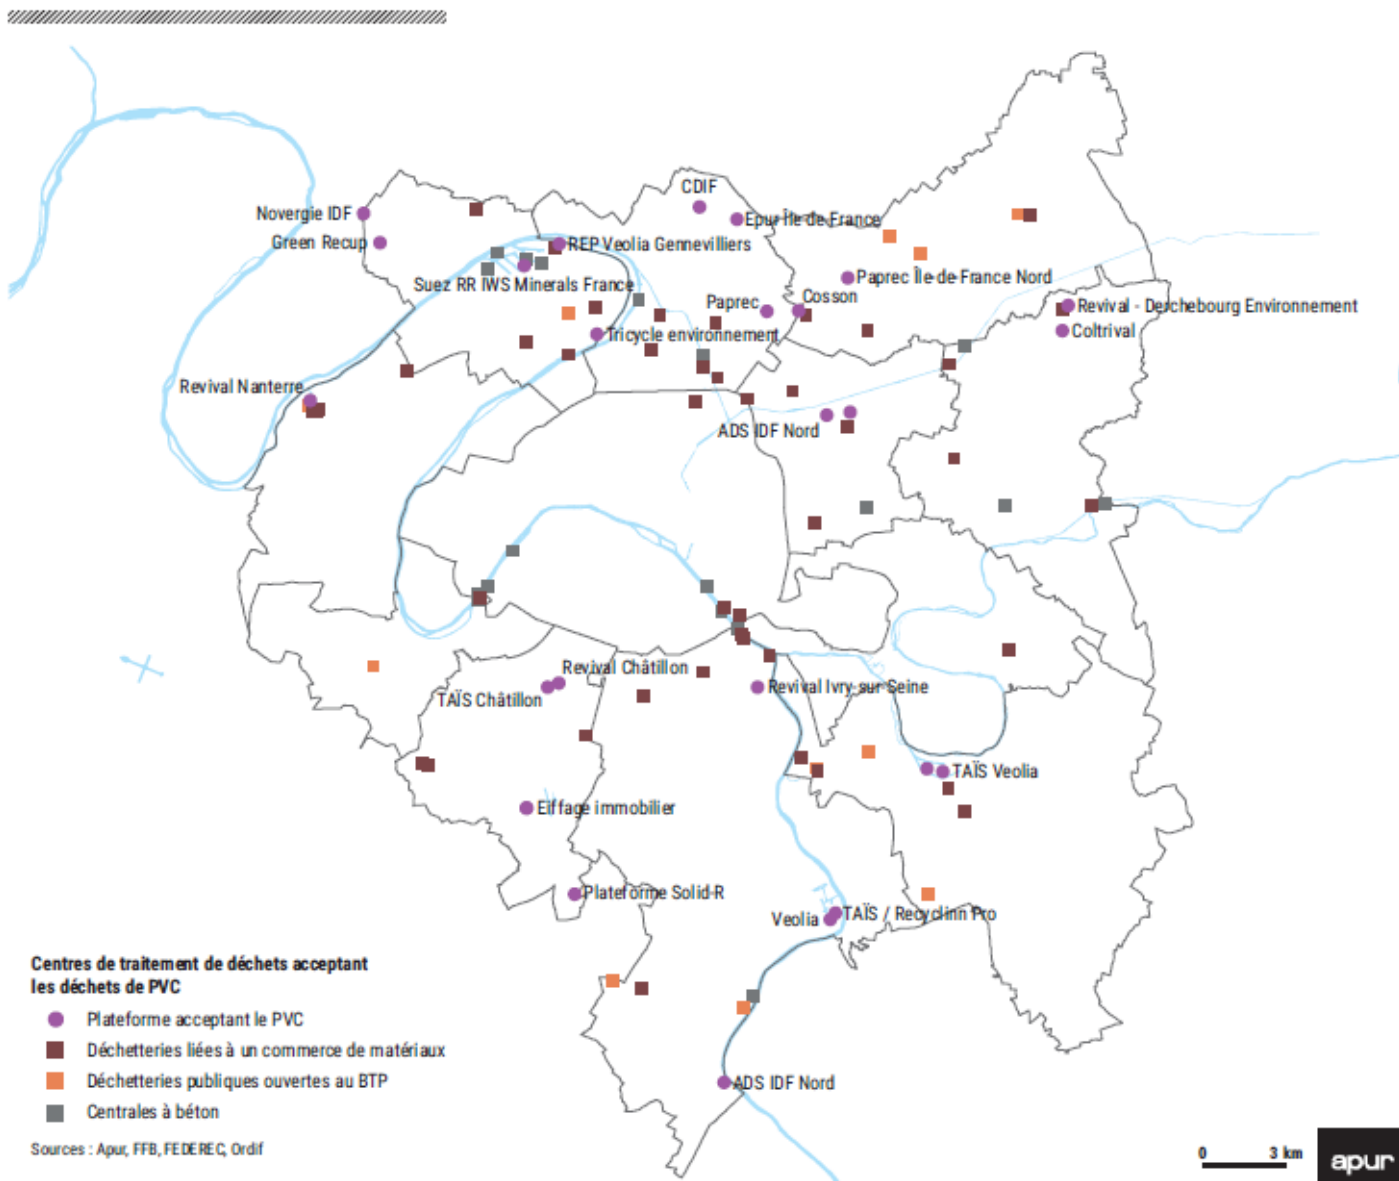 CDIF
Novergie IDF
Epur Île de France
Green Recup
REP Veolia Gennevilliers
Suez RR IWS Minerals France
Paprec Île-de-France Nord
Paprec
Cosson
Revival - Derchebourg Environnement
Tricycle environnement
Coltrival
Revival Nanterre
ADS IDF Nord
Revival Châtillon
TAÏS Châtillon
Revival Ivry-sur-Seine
TAÏS Veolia
Eiffage immobilier
Plateforme Solid-R
Veolia
TAÏS / Recyclinn Pro
ADS IDF Nord
Centres de traitement de déchets acceptant
les déchets de PVC
Plateforme acceptant le PVC
Déchetteries liées à un commerce de matériaux
Déchetteries publiques ouvertes au BTP
Centrales à béton
Sources : Apur, FFB, FEDEREC, Ordif
0 3 km
apur